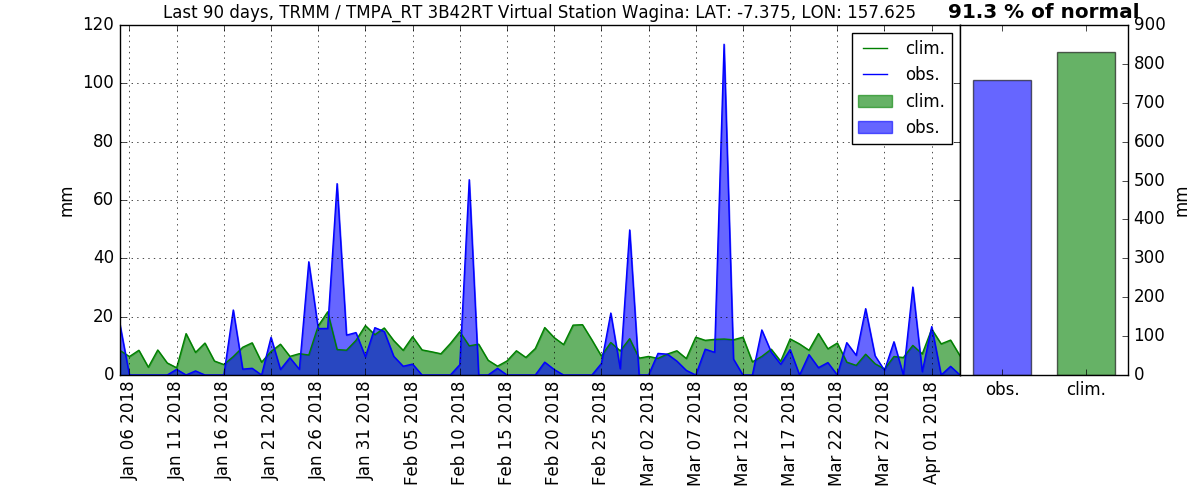 Last 90 days, TRMM / TMPA_RT 3B42RT Virtual Station Wagina: LAT: -7.375, LON: 157.625
91.3 % of normal
120
100
80
60
40
20
0
mm
clim.
obs.
clim.
obs.
900
800
700
600
500
400
300
200
100
0
mm
obs.
clim.
Jan 06 2018
Jan 11 2018
Jan 16 2018
Jan 21 2018
Jan 26 2018
Jan 31 2018
Feb 05 2018
Feb 10 2018
Feb 15 2018
Feb 20 2018
Feb 25 2018
Mar 02 2018
Mar 07 2018
Mar 12 2018
Mar 17 2018
Mar 22 2018
Mar 27 2018
Apr 01 2018